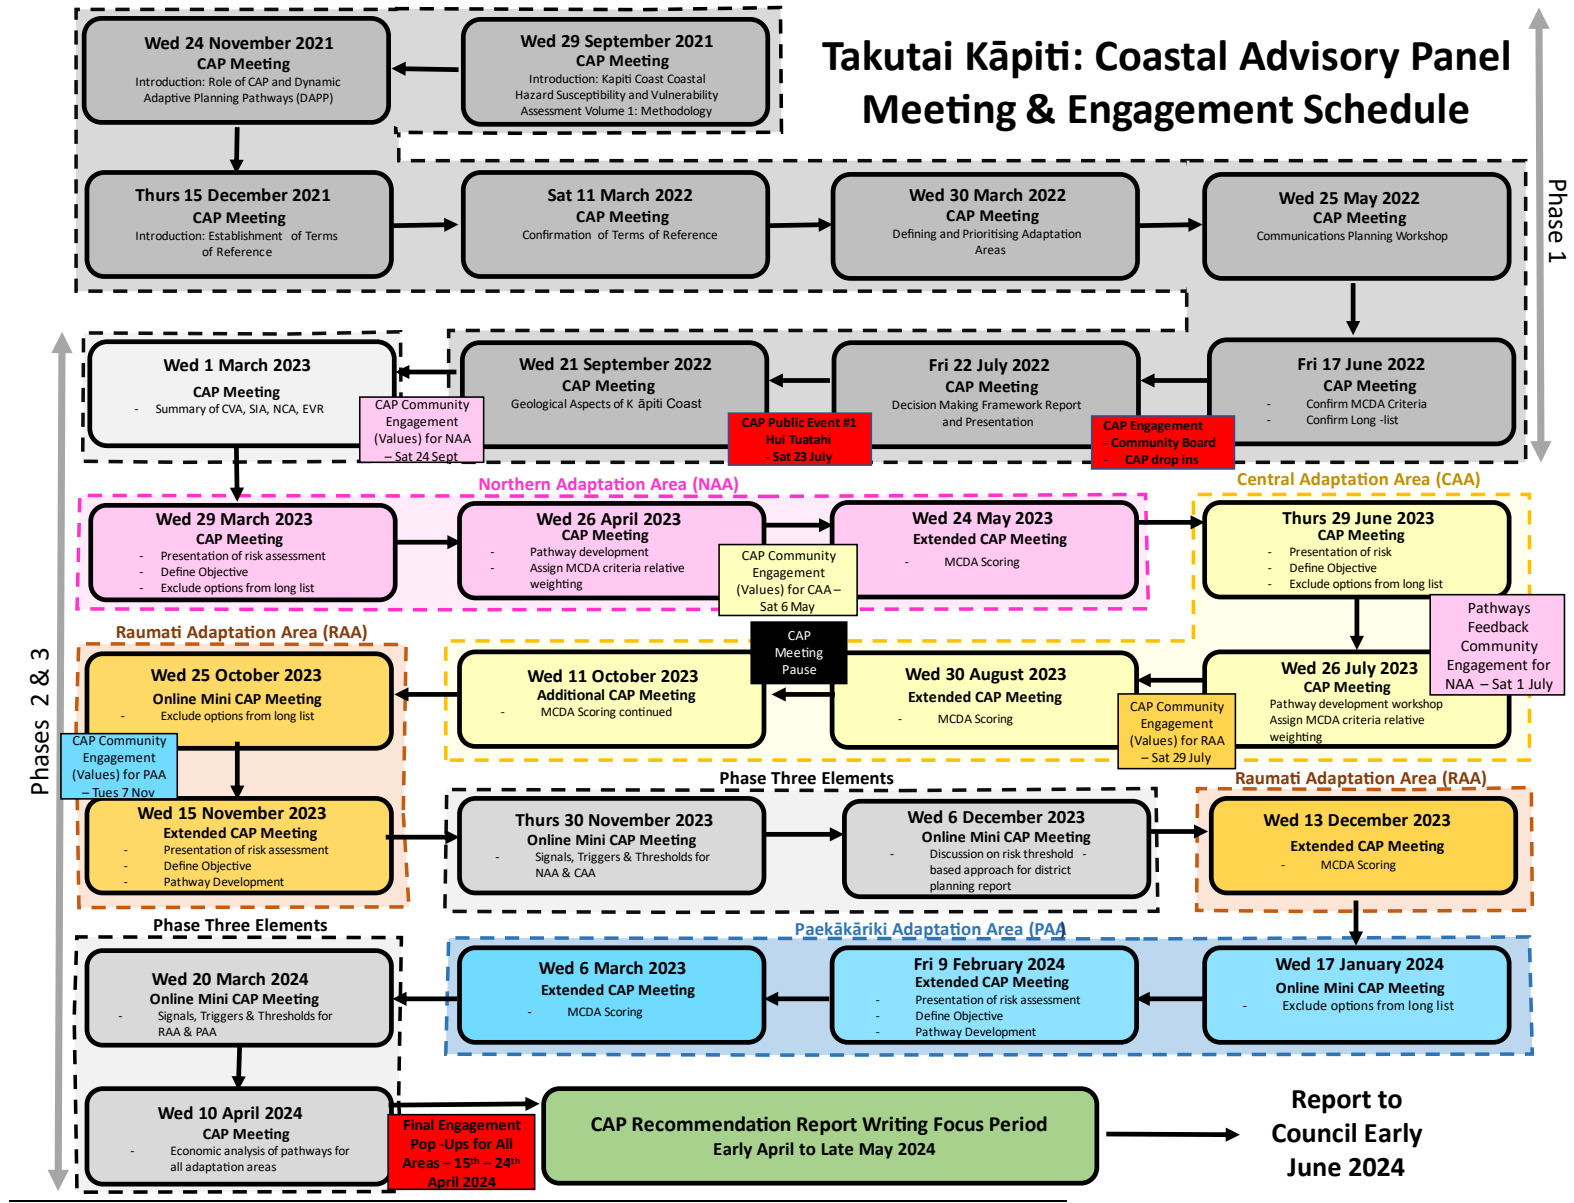 Takutai Kāpiti: Coastal Advisory Panel
Meeting & Engagement Schedule
Wed 24 November 2021
CAP Meeting
Introduction: Role of CAP and Dynamic
Adaptive Planning Pathways (DAPP)
Wed 29 September 2021
CAP Meeting
Introduction: Kapiti Coast Coastal
Hazard Susceptibility and Vulnerability
Assessment Volume 1: Methodology
Phase 1
Thurs 15 December 2021
CAP Meeting
Introduction: Establishment of Terms
of Reference
Sat 11 March 2022
CAP Meeting
Confirmation of Terms of Reference
Wed 30 March 2022
CAP Meeting
Defining and Prioritising Adaptation
Areas
Wed 25 May 2022
CAP Meeting
Communications Planning Workshop
Wed 1 March 2023
CAP Meeting
- Summary of CVA, SIA, NCA, EVR
CAP Community
Engagement
(Values) for NAA
– Sat 24 Sept
Wed 21 September 2022
CAP Meeting
Geological Aspects of Kāpiti Coast
CAP Public Event #1
Hui Tuatahi
- Sat 23 July
Fri 22 July 2022
CAP Meeting
Decision Making Framework Report
and Presentation
CAP Engagement
- Community Board
- CAP drop ins
Fri 17 June 2022
CAP Meeting
- Confirm MCDA Criteria
- Confirm Long -list
Phases 2 & 3
Northern Adaptation Area (NAA)
Wed 29 March 2023
CAP Meeting
- Presentation of risk assessment
- Define Objective
- Exclude options from long list
Wed 26 April 2023
CAP Meeting
- Pathway development
- Assign MCDA criteria relative
weighting
CAP Community
Engagement
(Values) for CAA –
Sat 6 May
Wed 24 May 2023
Extended CAP Meeting
- MCDA Scoring
Central Adaptation Area (CAA)
Thurs 29 June 2023
CAP Meeting
- Presentation of risk
- Define Objective
- Exclude options from long list
Pathways
Feedback
Community
Engagement for
NAA – Sat 1 July
Raumati Adaptation Area (RAA)
Wed 25 October 2023
Online Mini CAP Meeting
- Exclude options from long list
CAP Community
Engagement
(Values) for PAA
– Tues 7 Nov
Wed 11 October 2023
Additional CAP Meeting
- MCDA Scoring continued
CAP
Meeting
Pause
Wed 30 August 2023
Extended CAP Meeting
- MCDA Scoring
CAP Community
Engagement
(Values) for RAA
– Sat 29 July
Wed 26 July 2023
CAP Meeting
Pathway development workshop
Assign MCDA criteria relative
weighting
Wed 15 November 2023
Extended CAP Meeting
- Presentation of risk assessment
- Define Objective
- Pathway Development
Phase Three Elements
Thurs 30 November 2023
Online Mini CAP Meeting
- Signals, Triggers & Thresholds for
NAA & CAA
Wed 6 December 2023
Online Mini CAP Meeting
- Discussion on risk threshold -
based approach for district
planning report
Raumati Adaptation Area (RAA)
Wed 13 December 2023
Extended CAP Meeting
- MCDA Scoring
Phase Three Elements
Wed 20 March 2024
Online Mini CAP Meeting
- Signals, Triggers & Thresholds for
RAA & PAA
Paekākāriki Adaptation Area (PAA)
Wed 6 March 2023
Extended CAP Meeting
- MCDA Scoring
Fri 9 February 2024
Extended CAP Meeting
- Presentation of risk assessment
- Define Objective
- Pathway Development
Wed 17 January 2024
Online Mini CAP Meeting
- Exclude options from long list
Wed 10 April 2024
CAP Meeting
- Economic analysis of pathways for
all adaptation areas
Final Engagement
Pop -Ups for All
Areas – 15th – 24th
April 2024
CAP Recommendation Report Writing Focus Period
Early April to Late May 2024
Report to
Council Early
June 2024